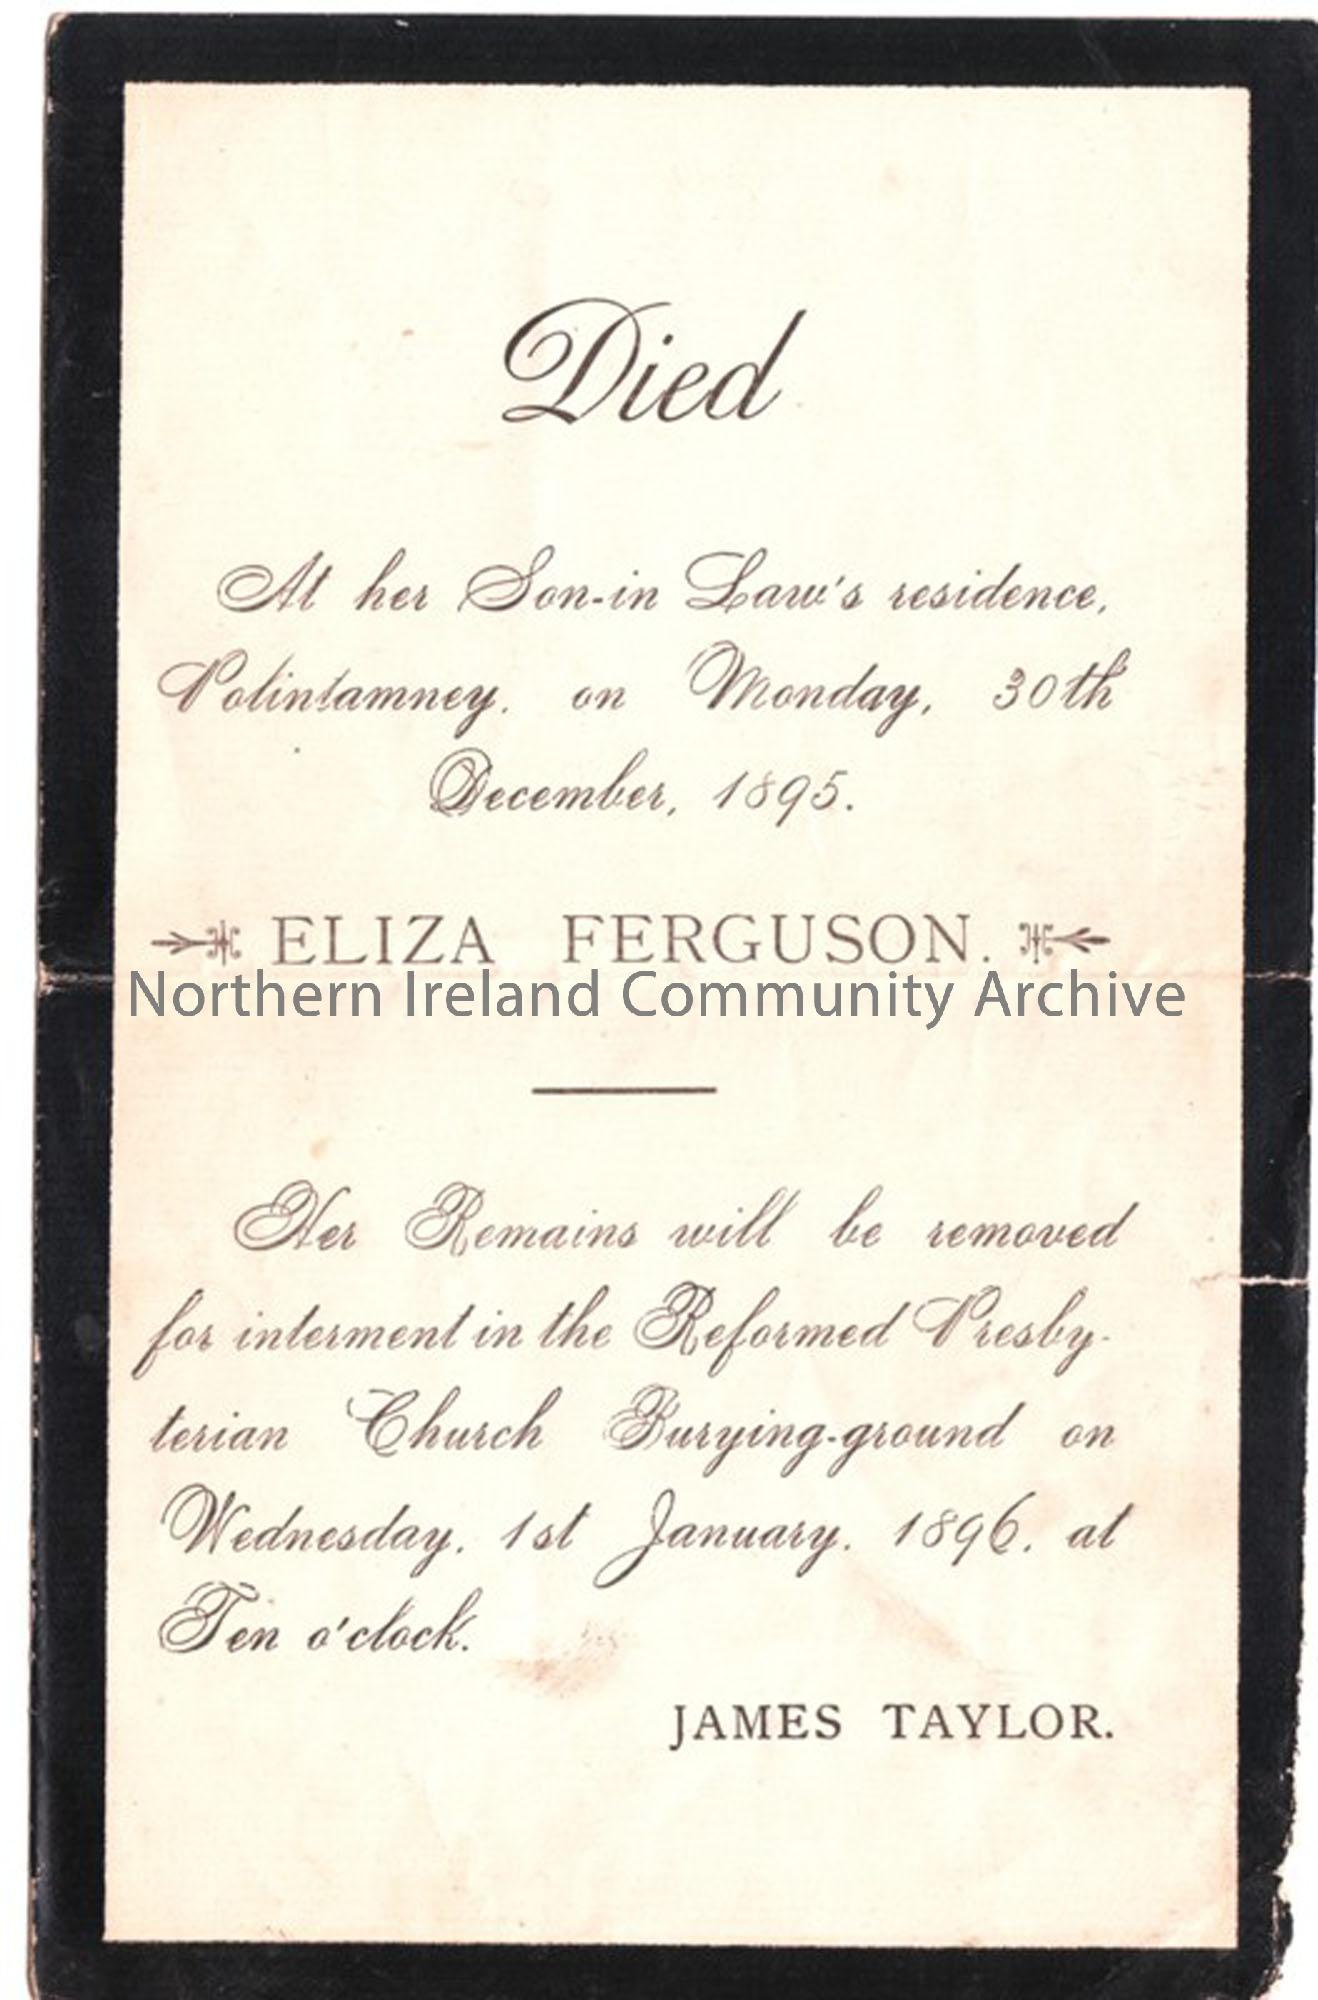 Died
At her Son-in Law's residence,
Polintamney, on Monday, 30th
December, 1895.
ELIZA FERGUSON.
Northern Ireland Community Archive
Her Remains will be removed
for interment in the Reformed Presby-
terian Church Burying-ground on
Wednesday, 1st January, 1896, at
Ten o'clock.
JAMES TAYLOR.